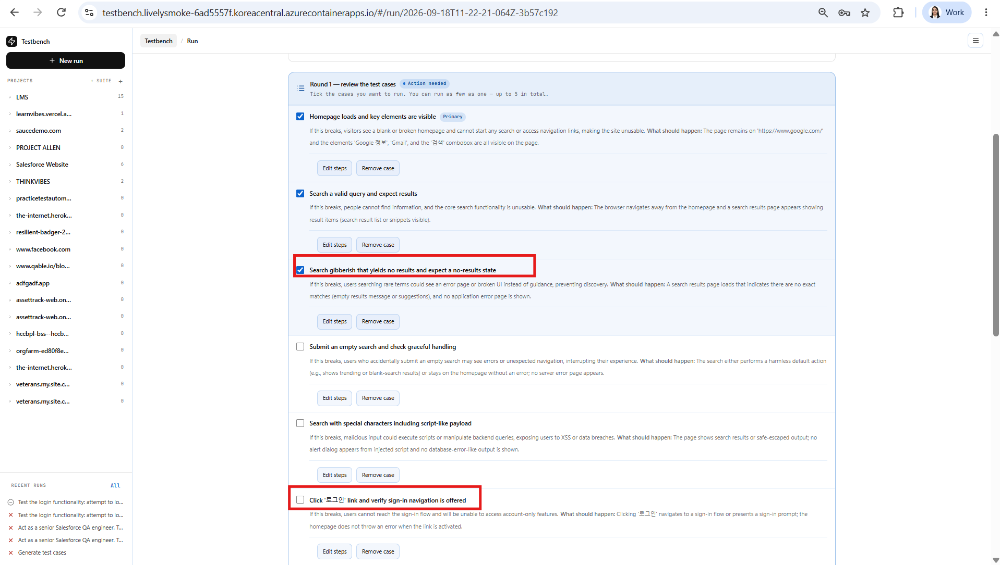 testbench.livelysmoke-6ad5557f.koreacentral.azurecontainerapps.io/#/run/2026-09-18T11-22-21-064Z-3b57c192
Work
Testbench
Testbench / Run
+ New run
PROJECTS
+ SUITE +
LMS 15
learnvibes.vercel.a... 1
saucedemo.com 2
PROJECT ALLEN 0
Salesforce Website 6
THINKVIBES 2
practicetestautom... 0
the-internet.herok... 0
resilient-badger-2... 0
www.facebook.com 0
www.qable.io/blo... 0
adfgadf.app 0
assettrack-web.on... 0
assettrack-web.on... 0
hccbpl-bss--hccb... 0
orgfarm-ed80f8e... 0
the-internet.herok... 0
veterans.my.site.c... 0
veterans.my.site.c... 0
RECENT RUNS All
Test the login functionality: attempt to lo...
Test the login functionality: attempt to lo...
Act as a senior Salesforce QA engineer. T...
Act as a senior Salesforce QA engineer. T...
Generate test cases
Round 1 — review the test cases Action needed
Tick the cases you want to run. You can run as few as one — up to 5 in total.
Homepage loads and key elements are visible Primary
If this breaks, visitors see a blank or broken homepage and cannot start any search or access navigation links, making the site unusable. What should happen: The page remains on 'https://www.google.com/'
and the elements 'Google 정보', 'Gmail', and the '검색' combobox are all visible on the page.
Edit steps Remove case
Search a valid query and expect results
If this breaks, people cannot find information, and the core search functionality is unusable. What should happen: The browser navigates away from the homepage and a search results page appears showing
result items (search result list or snippets visible).
Edit steps Remove case
Search gibberish that yields no results and expect a no-results state
If this breaks, users searching rare terms could see an error page or broken UI instead of guidance, preventing discovery. What should happen: A search results page loads that indicates there are no exact
matches (empty results message or suggestions), and no application error page is shown.
Edit steps Remove case
Submit an empty search and check graceful handling
If this breaks, users who accidentally submit an empty search may see errors or unexpected navigation, interrupting their experience. What should happen: The search either performs a harmless default action
(e.g., shows trending or blank-search results) or stays on the homepage without an error; no server error page appears.
Edit steps Remove case
Search with special characters including script-like payload
If this breaks, malicious input could execute scripts or manipulate backend queries, exposing users to XSS or data breaches. What should happen: The page shows search results or safe-escaped output; no
alert dialog appears from injected script and no database-error-like output is shown.
Edit steps Remove case
Click '로그인' link and verify sign-in navigation is offered
If this breaks, users cannot reach the sign-in flow and will be unable to access account-only features. What should happen: Clicking '로그인' navigates to a sign-in flow or presents a sign-in prompt; the
homepage does not throw an error when the link is activated.
Edit steps Remove case